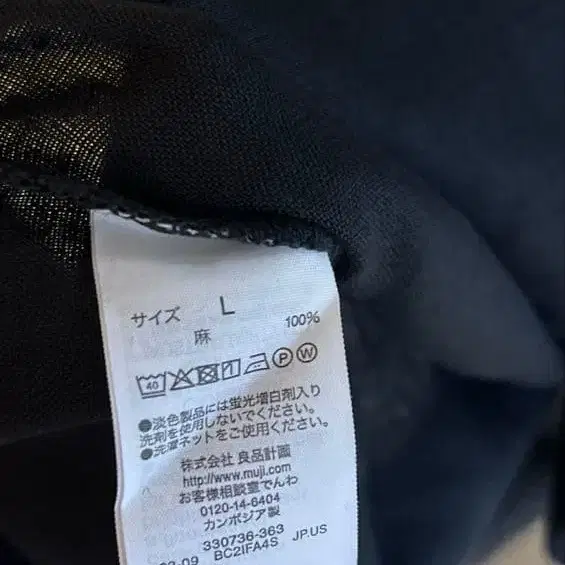 サイズ L
麻 100%
40 P W
●淡色製品には蛍光増白剤入り
洗剤を使用しないでください。
●洗濯ネットをご使用ください。
株式会社 良品計画
http://www.muji.com
お客様相談室でんわ
0120-14-6404
カンボジア製
330736-363
BC2IFA4S JP.US